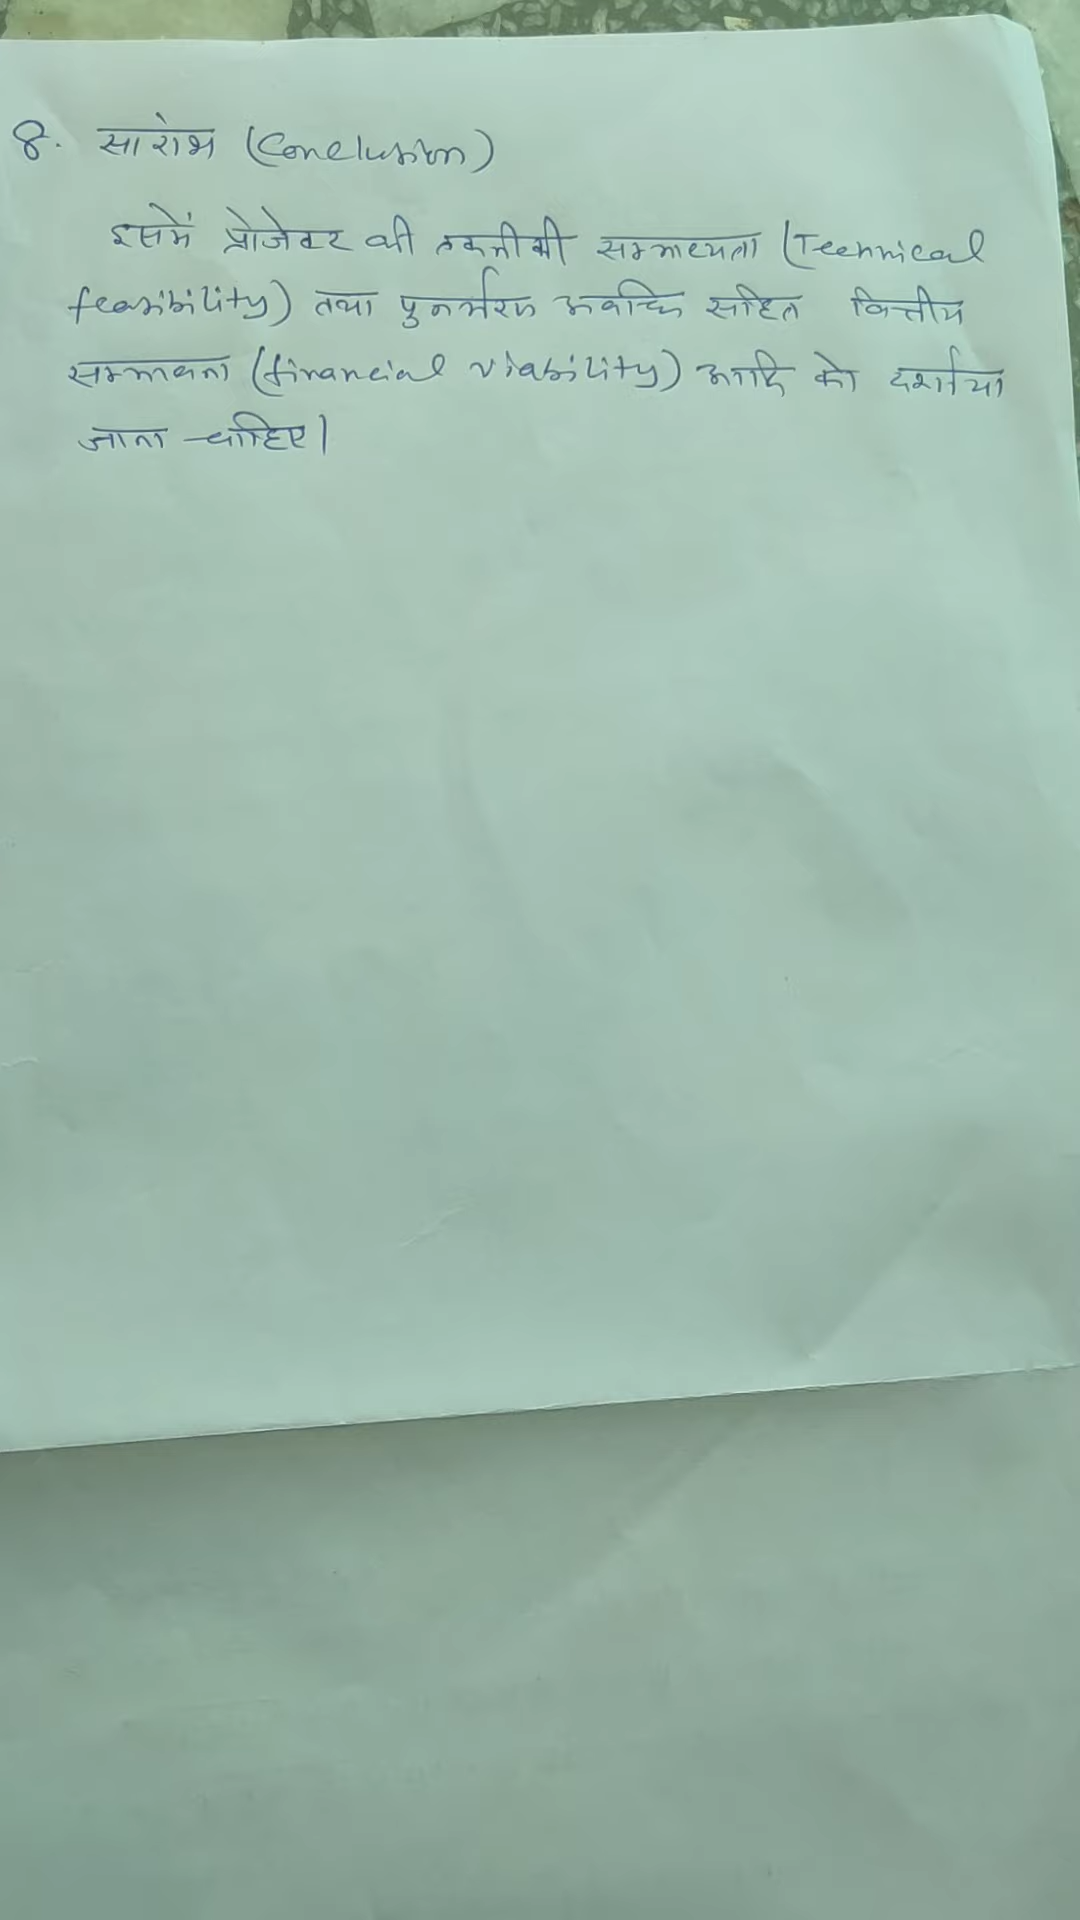 8. सारांश (Conclusion)
इसमें प्रोजेक्ट की तकनीकी सम्भाव्यता (Technical
feasibility) तथा पुनर्भरण अवधि सहित वित्तीय
सम्भावना (financial viability) आदि को दर्शाया
जाना चाहिए।